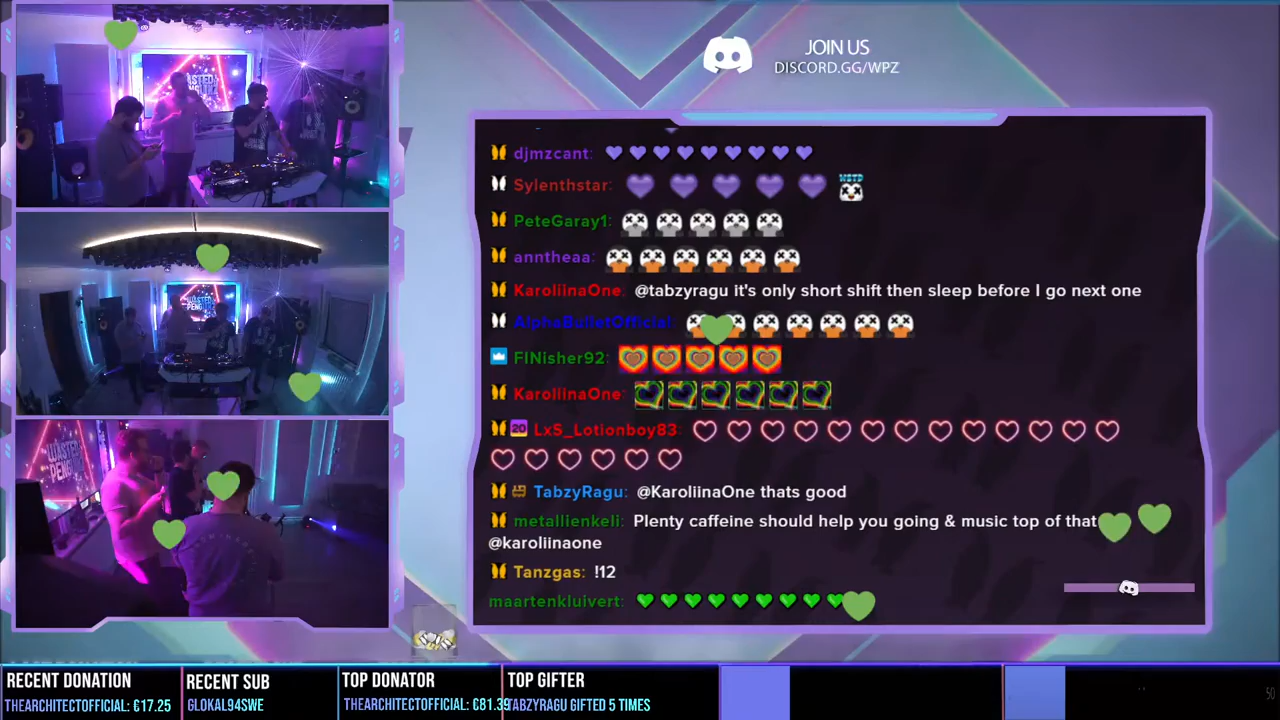 JOIN US
DISCORD.GG/WPZ
djmzcant:
Sylenthstar:
PeteGaray1:
anntheaa:
KaroliinaOne: @tabzyragu it's only short shift then sleep before I go next one
AlphaBulletOfficial:
FINisher92:
KaroliinaOne:
20 LxS_Lotionboy83:
TabzyRagu: @KaroliinaOne thats good
metallienkeli: Plenty caffeine should help you going & music top of that
@karoliinaone
Tanzgas: !12
maartenkluivert:
RECENT DONATION
THEARCHITECTOFFICIAL: €17.25
RECENT SUB
GLOKAL94SWE
TOP DONATOR
THEARCHITECTOFFICIAL: €81.39
TOP GIFTER
TABZYRAGU GIFTED 5 TIMES
50